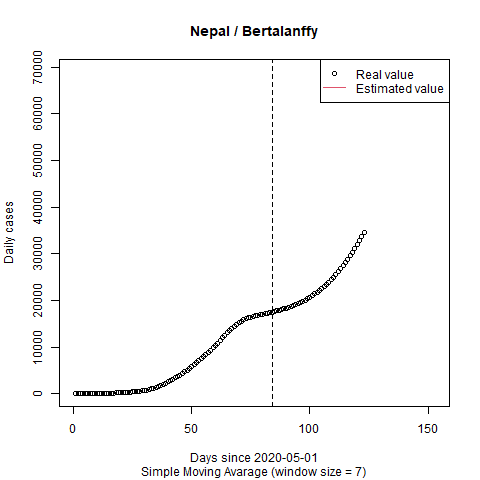 Nepal / Bertalanffy
Real value
Estimated value
70000
60000
50000
40000
30000
20000
10000
0
Daily cases
0 50 100 150
Days since 2020-05-01
Simple Moving Avarage (window size = 7)